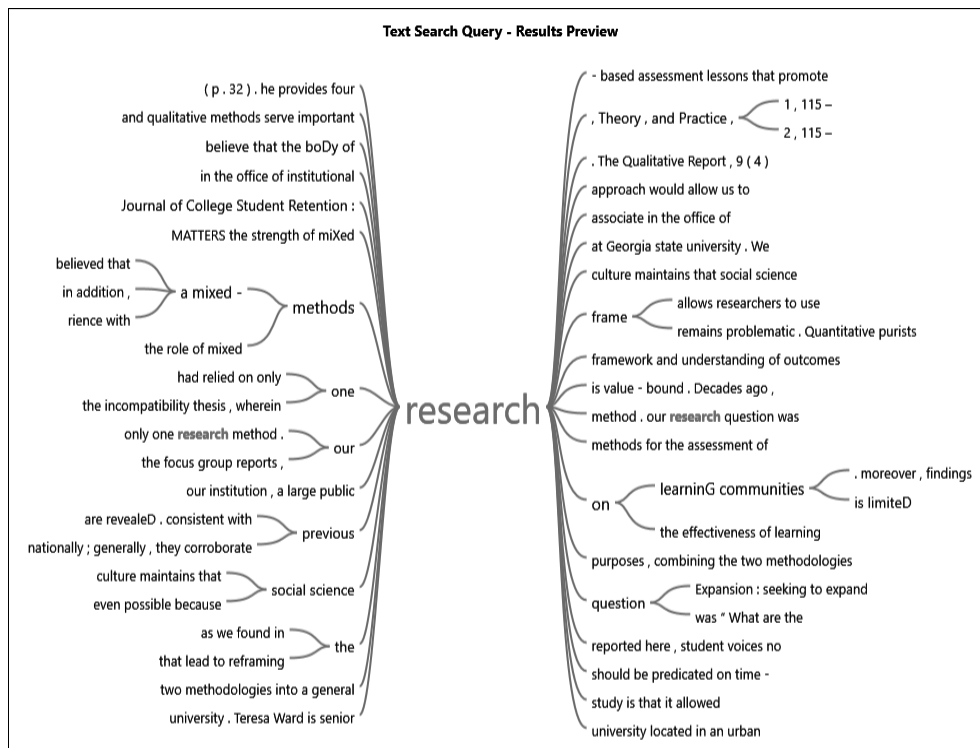 Text Search Query - Results Preview
( p . 32 ) . he provides four
and qualitative methods serve important
believe that the boDy of
in the office of institutional
Journal of College Student Retention :
MATTERS the strength of miXed
believed that
in addition ,
rience with
a mixed -
the role of mixed
methods
had relied on only
the incompatibility thesis , wherein
one
only one research method .
the focus group reports ,
our
our institution , a large public
are revealeD . consistent with
nationally ; generally , they corroborate
previous
culture maintains that
even possible because
social science
as we found in
that lead to reframing
the
two methodologies into a general
university . Teresa Ward is senior
research
- based assessment lessons that promote
, Theory , and Practice ,
1 , 115 –
2 , 115 –
. The Qualitative Report , 9 ( 4 )
approach would allow us to
associate in the office of
at Georgia state university . We
culture maintains that social science
frame
allows researchers to use
remains problematic . Quantitative purists
framework and understanding of outcomes
is value - bound . Decades ago ,
method . our research question was
methods for the assessment of
on
learninG communities
. moreover , findings
is limiteD
the effectiveness of learning
purposes , combining the two methodologies
question
Expansion : seeking to expand
was “ What are the
reported here , student voices no
should be predicated on time -
study is that it allowed
university located in an urban